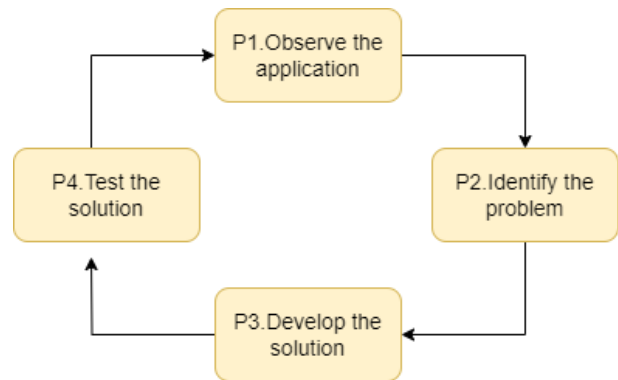 P1.Observe the
application
P2.Identify the
problem
P3.Develop the
solution
P4.Test the
solution